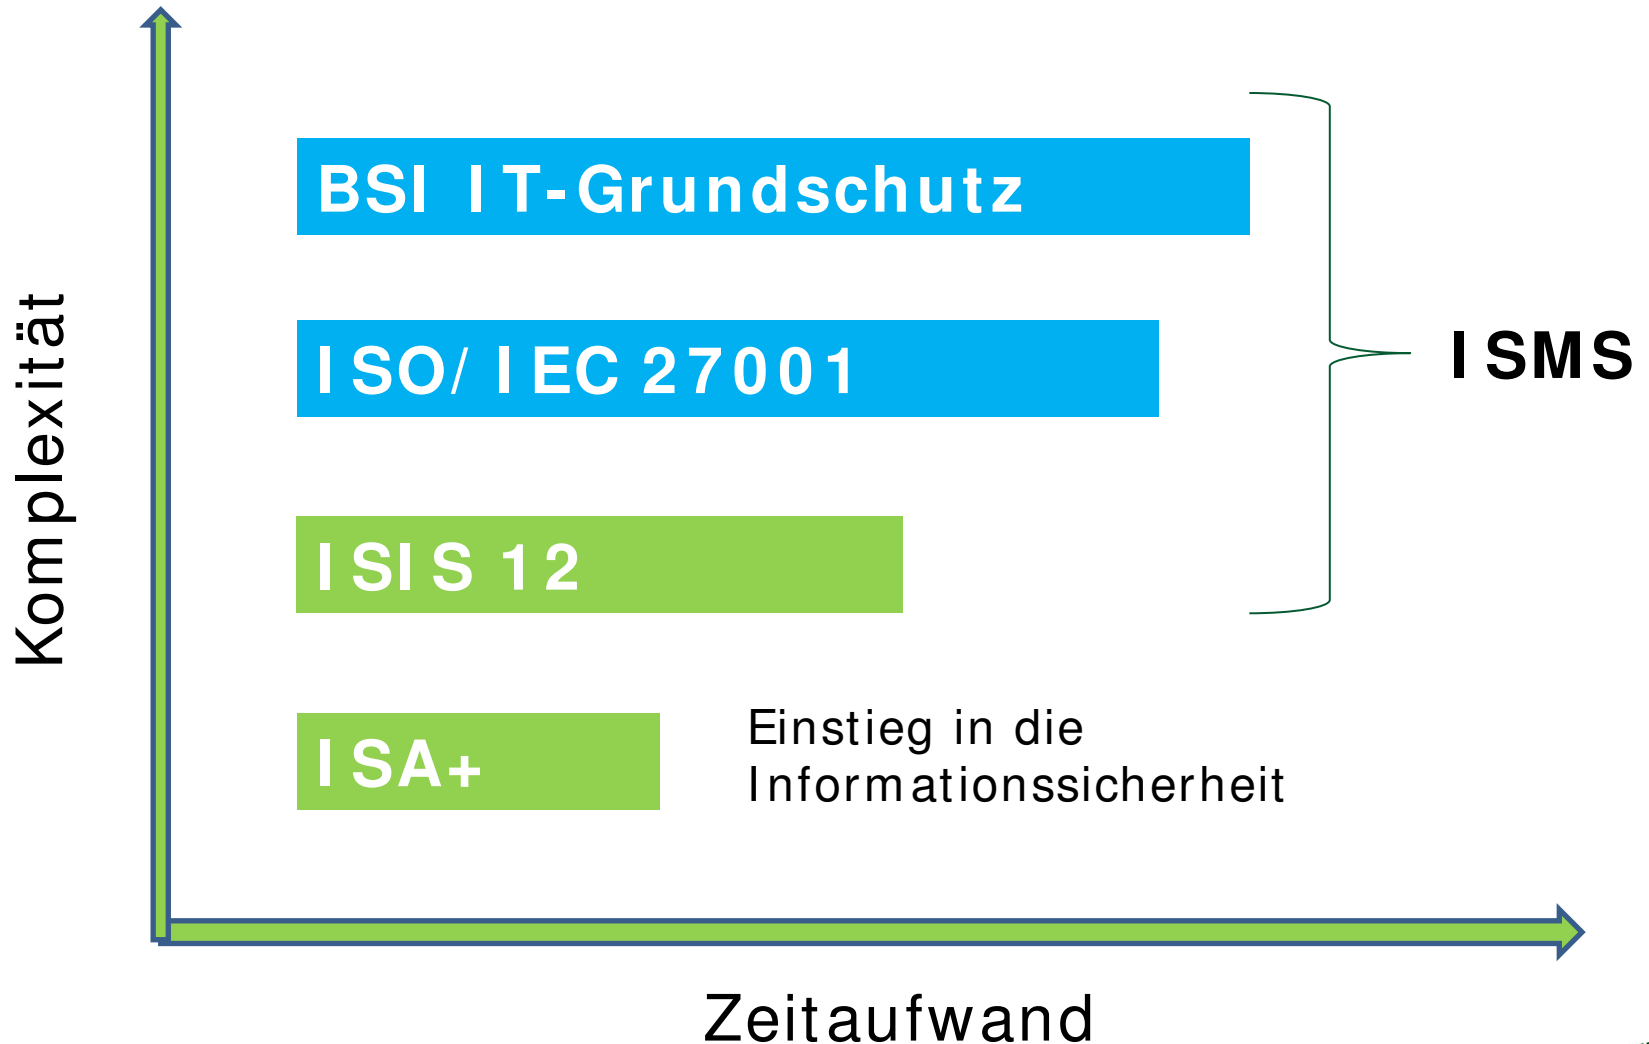 Komplexität
BSI IT-Grundschutz
ISO/IEC 27001
ISMS
ISIS 12
ISA+
Einstieg in die
Informationssicherheit
Zeitaufwand